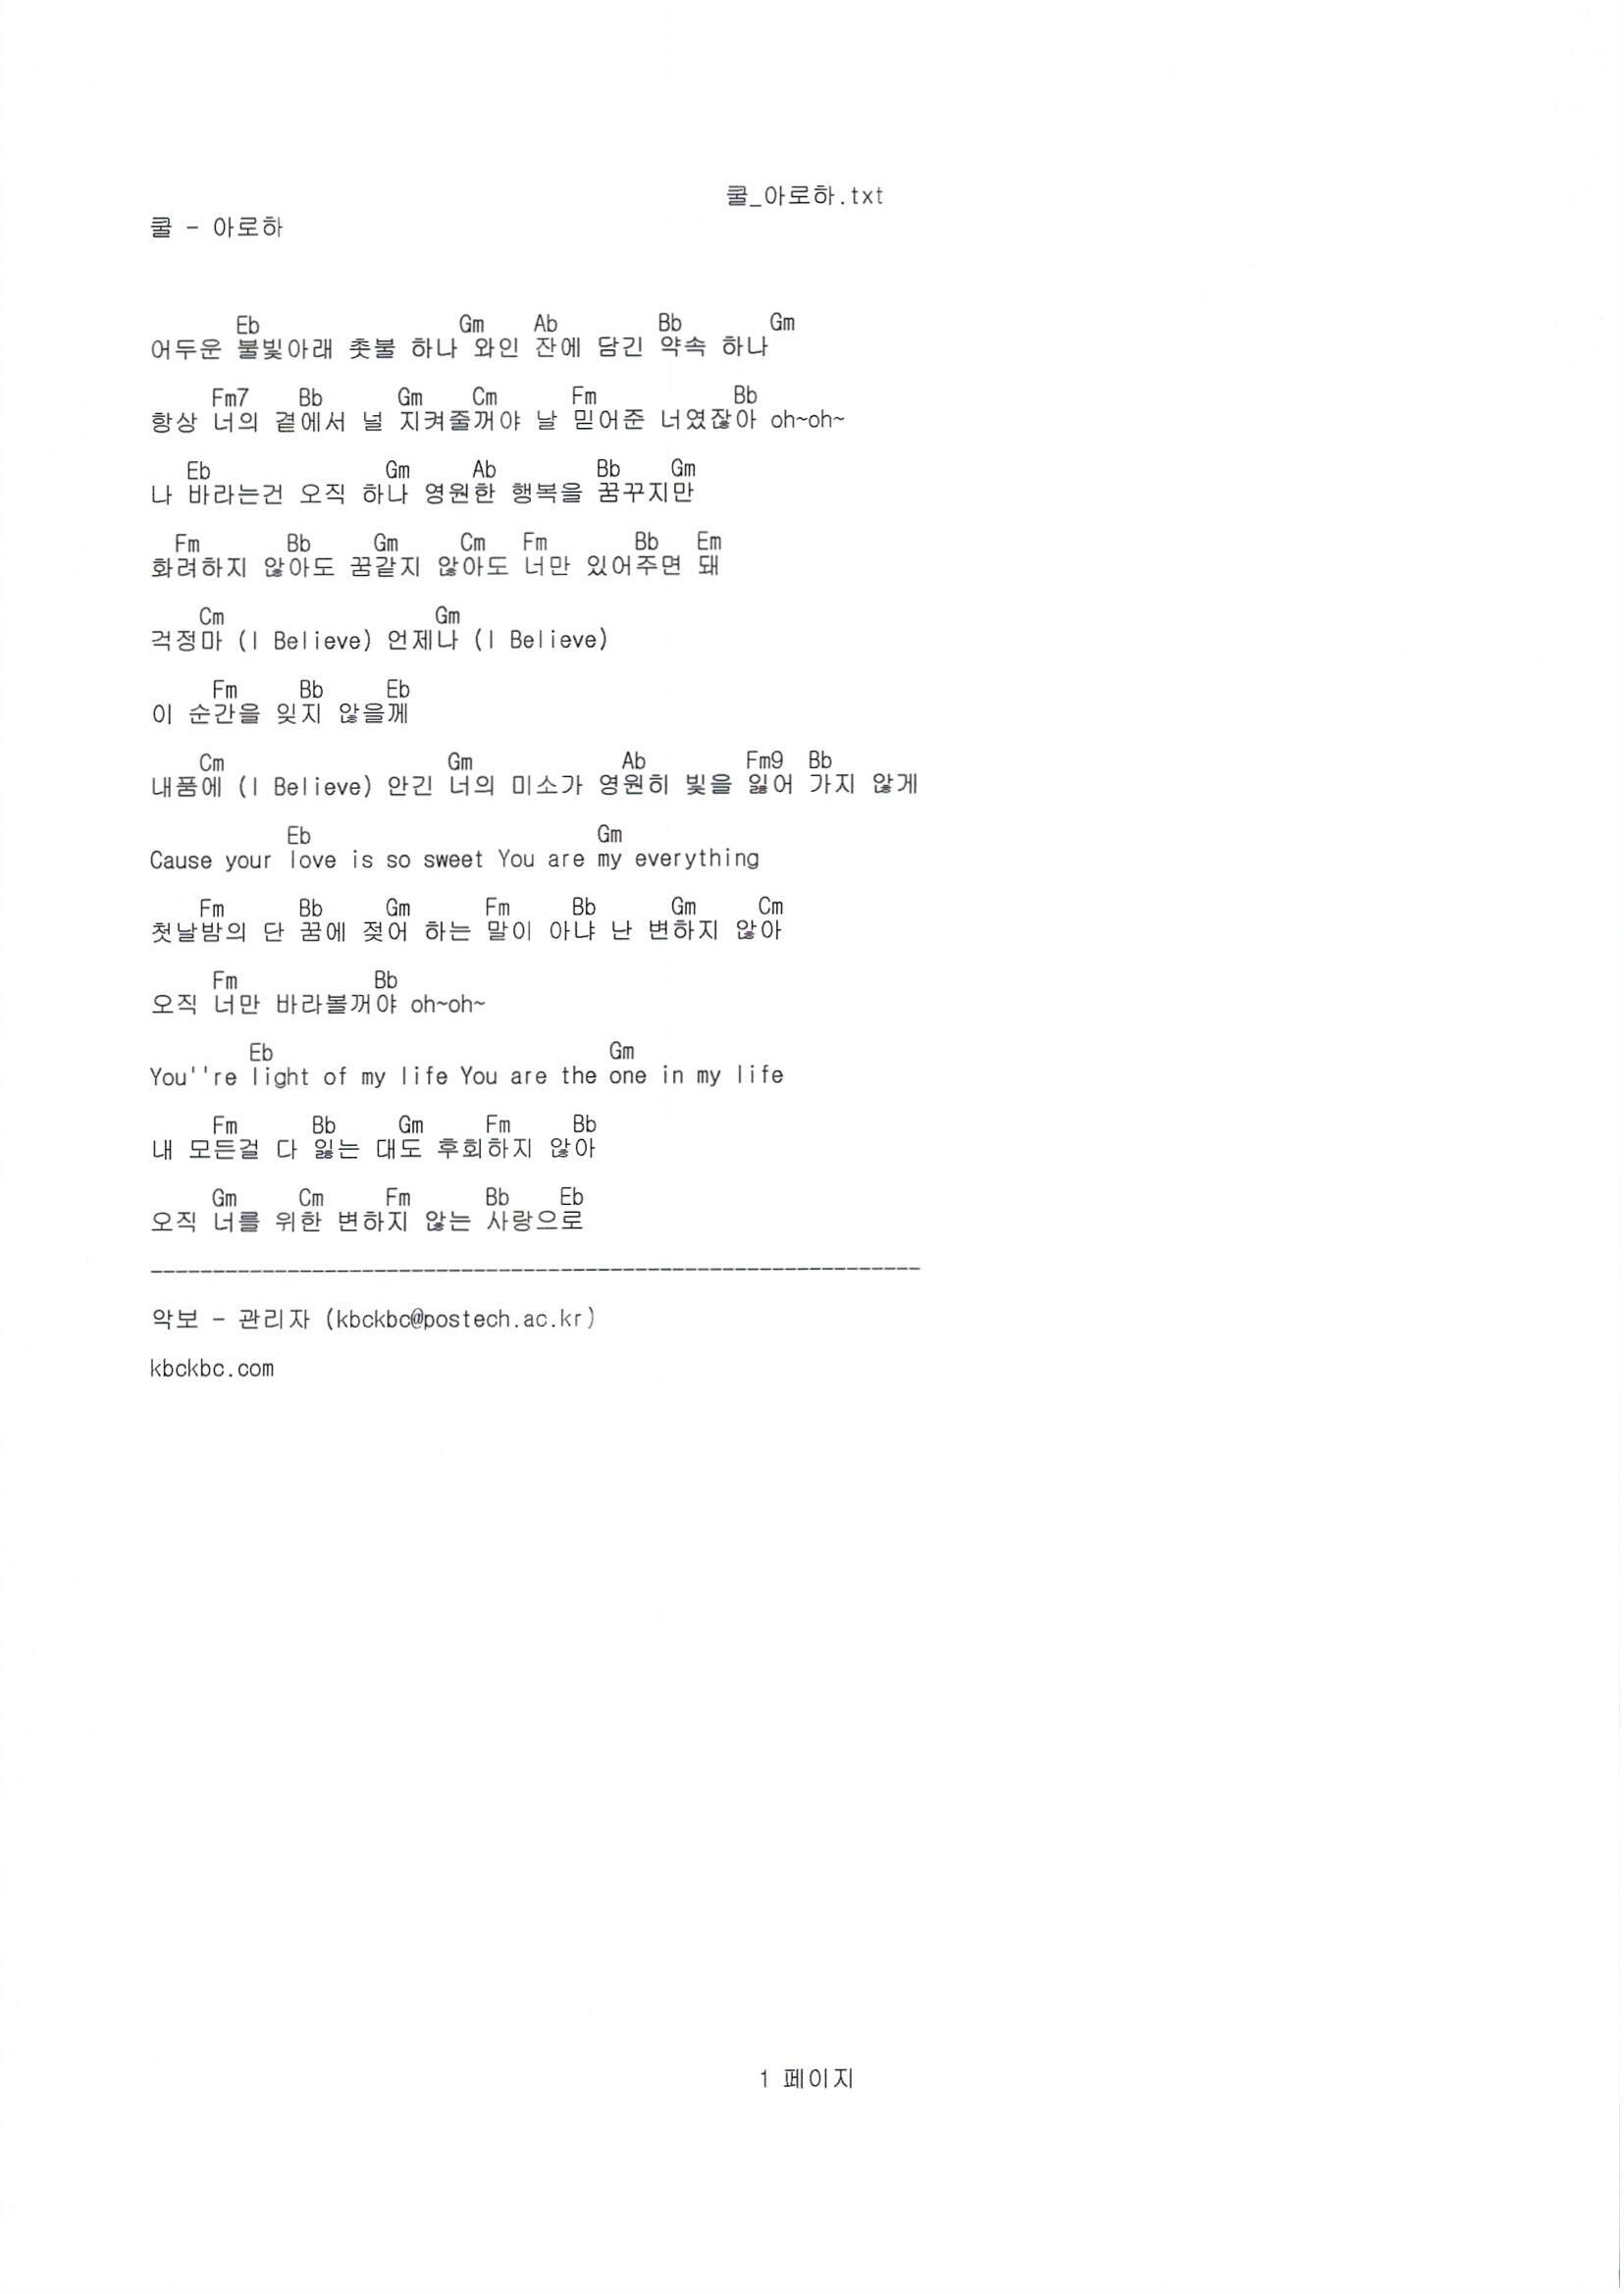 쿨_아로하.txt
쿨 - 아로하
Eb Gm Ab Bb Gm
어두운 불빛아래 촛불 하나 와인 잔에 담긴 약속 하나
Fm7 Bb Gm Cm Fm Bb
항상 너의 곁에서 널 지켜줄꺼야 날 믿어준 너였잖아 oh~oh~
Eb Gm Ab Bb Gm
나 바라는건 오직 하나 영원한 행복을 꿈꾸지만
Fm Bb Gm Cm Fm Bb Em
화려하지 않아도 꿈같지 않아도 너만 있어주면 돼
Cm Gm
걱정마 (I Believe) 언제나 (I Believe)
Fm Bb Eb
이 순간을 잊지 않을께
Cm Gm Ab Fm9 Bb
내품에 (I Believe) 안긴 너의 미소가 영원히 빛을 잃어 가지 않게
Eb Gm
Cause your love is so sweet You are my everything
Fm Bb Gm Fm Bb Gm Cm
첫날밤의 단 꿈에 젖어 하는 말이 아냐 난 변하지 않아
Fm Bb
오직 너만 바라볼꺼야 oh~oh~
Eb Gm
You''re light of my life You are the one in my life
Fm Bb Gm Fm Bb
내 모든걸 다 잃는 대도 후회하지 않아
Gm Cm Fm Bb Eb
오직 너를 위한 변하지 않는 사랑으로
--------------------------------------------------------------
악보 - 관리자 (kbckbc@postech.ac.kr)
kbckbc.com
1 페이지